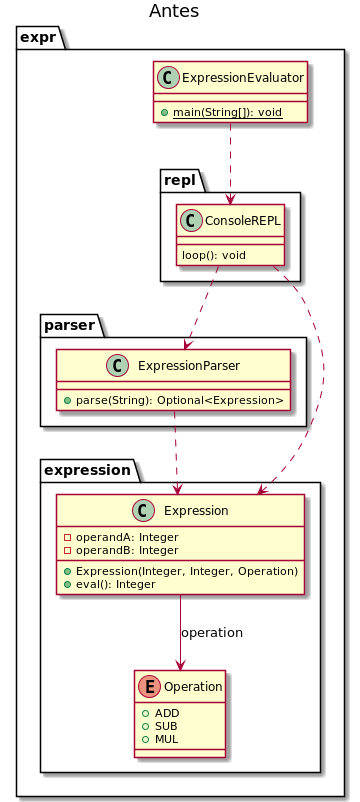 Antes
expr
C ExpressionEvaluator
main(String[]): void
repl
C ConsoleREPL
loop(): void
parser
C ExpressionParser
parse(String): Optional<Expression>
expression
C Expression
operandA: Integer
operandB: Integer
Expression(Integer, Integer, Operation)
eval(): Integer
operation
E Operation
ADD
SUB
MUL